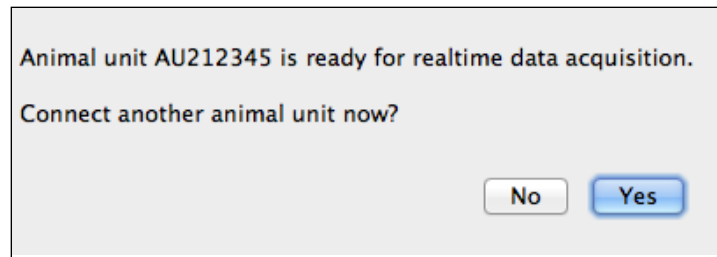 Animal unit AU212345 is ready for realtime data acquisition.
Connect another animal unit now?
No Yes